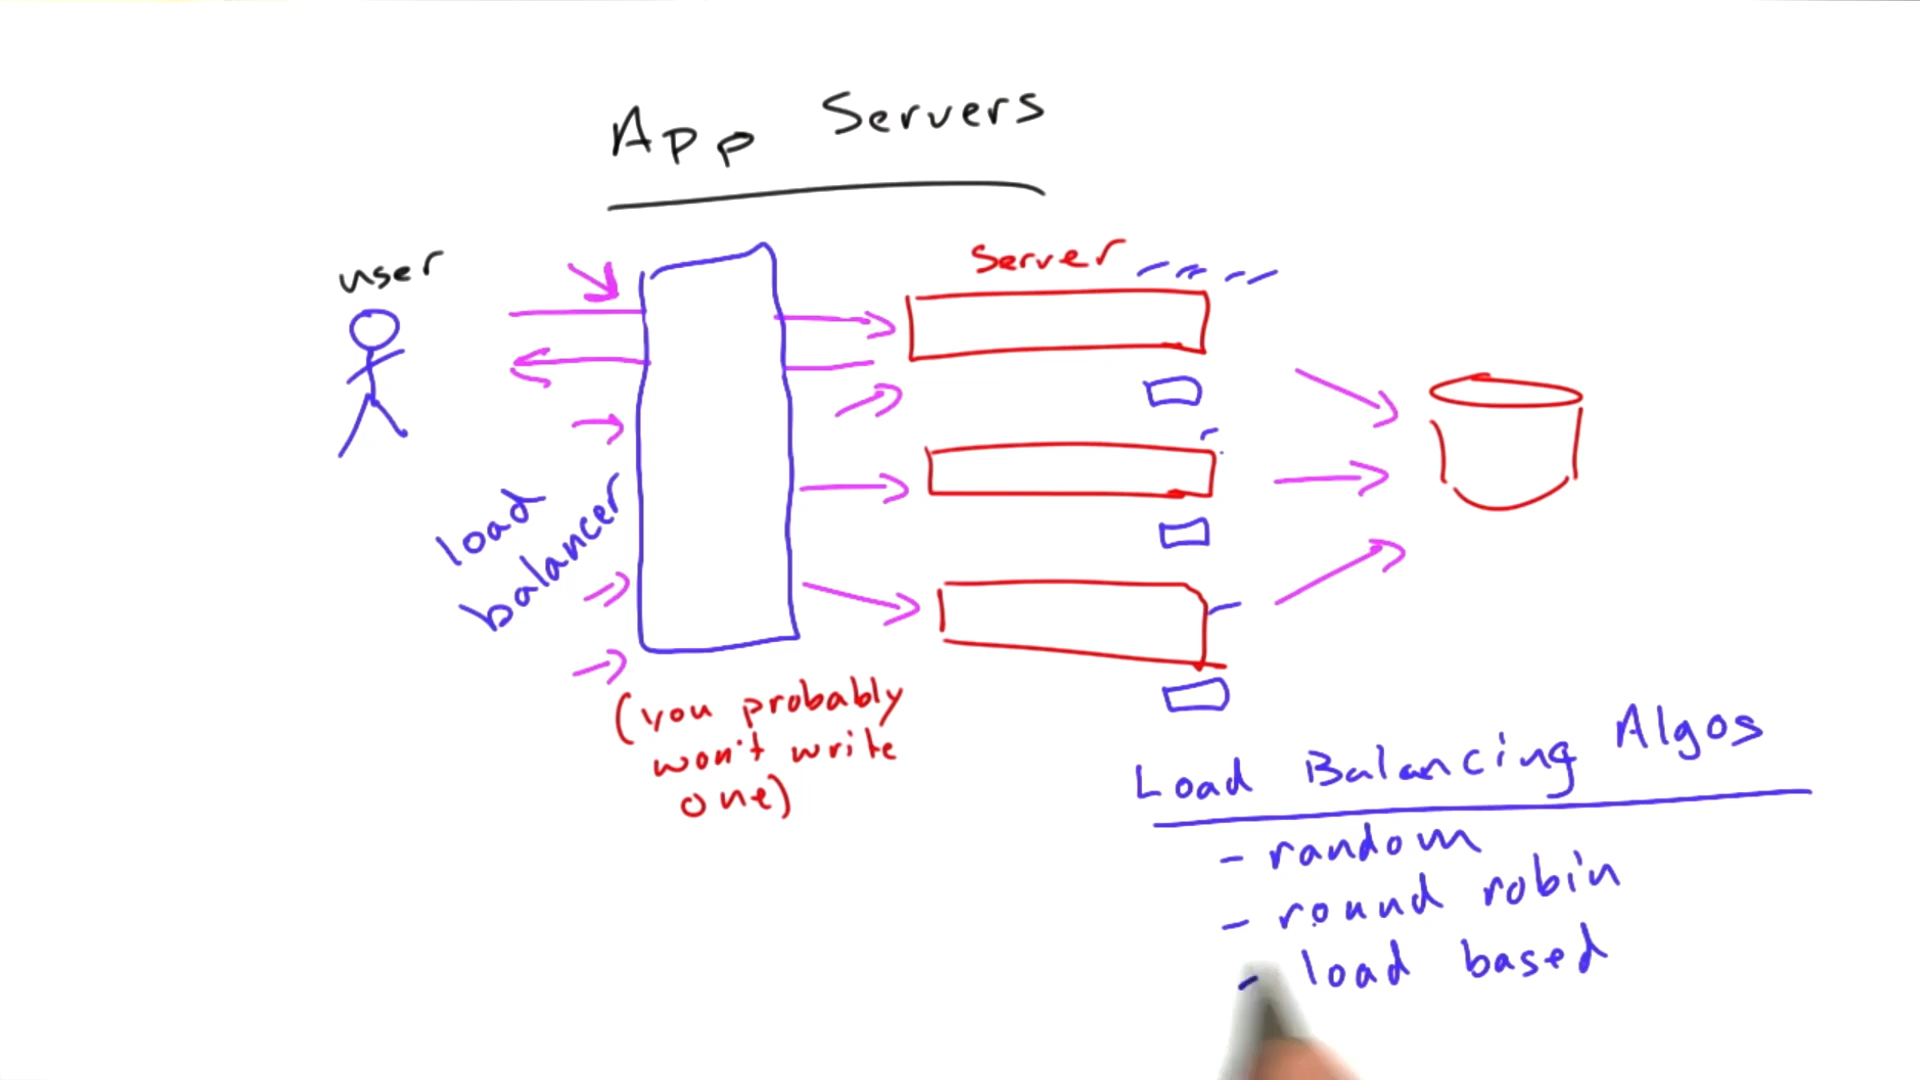 App Servers
user
Server
load
balancer
(you probably
won't write
one)
Load Balancing Algos
- random
- round robin
- load based